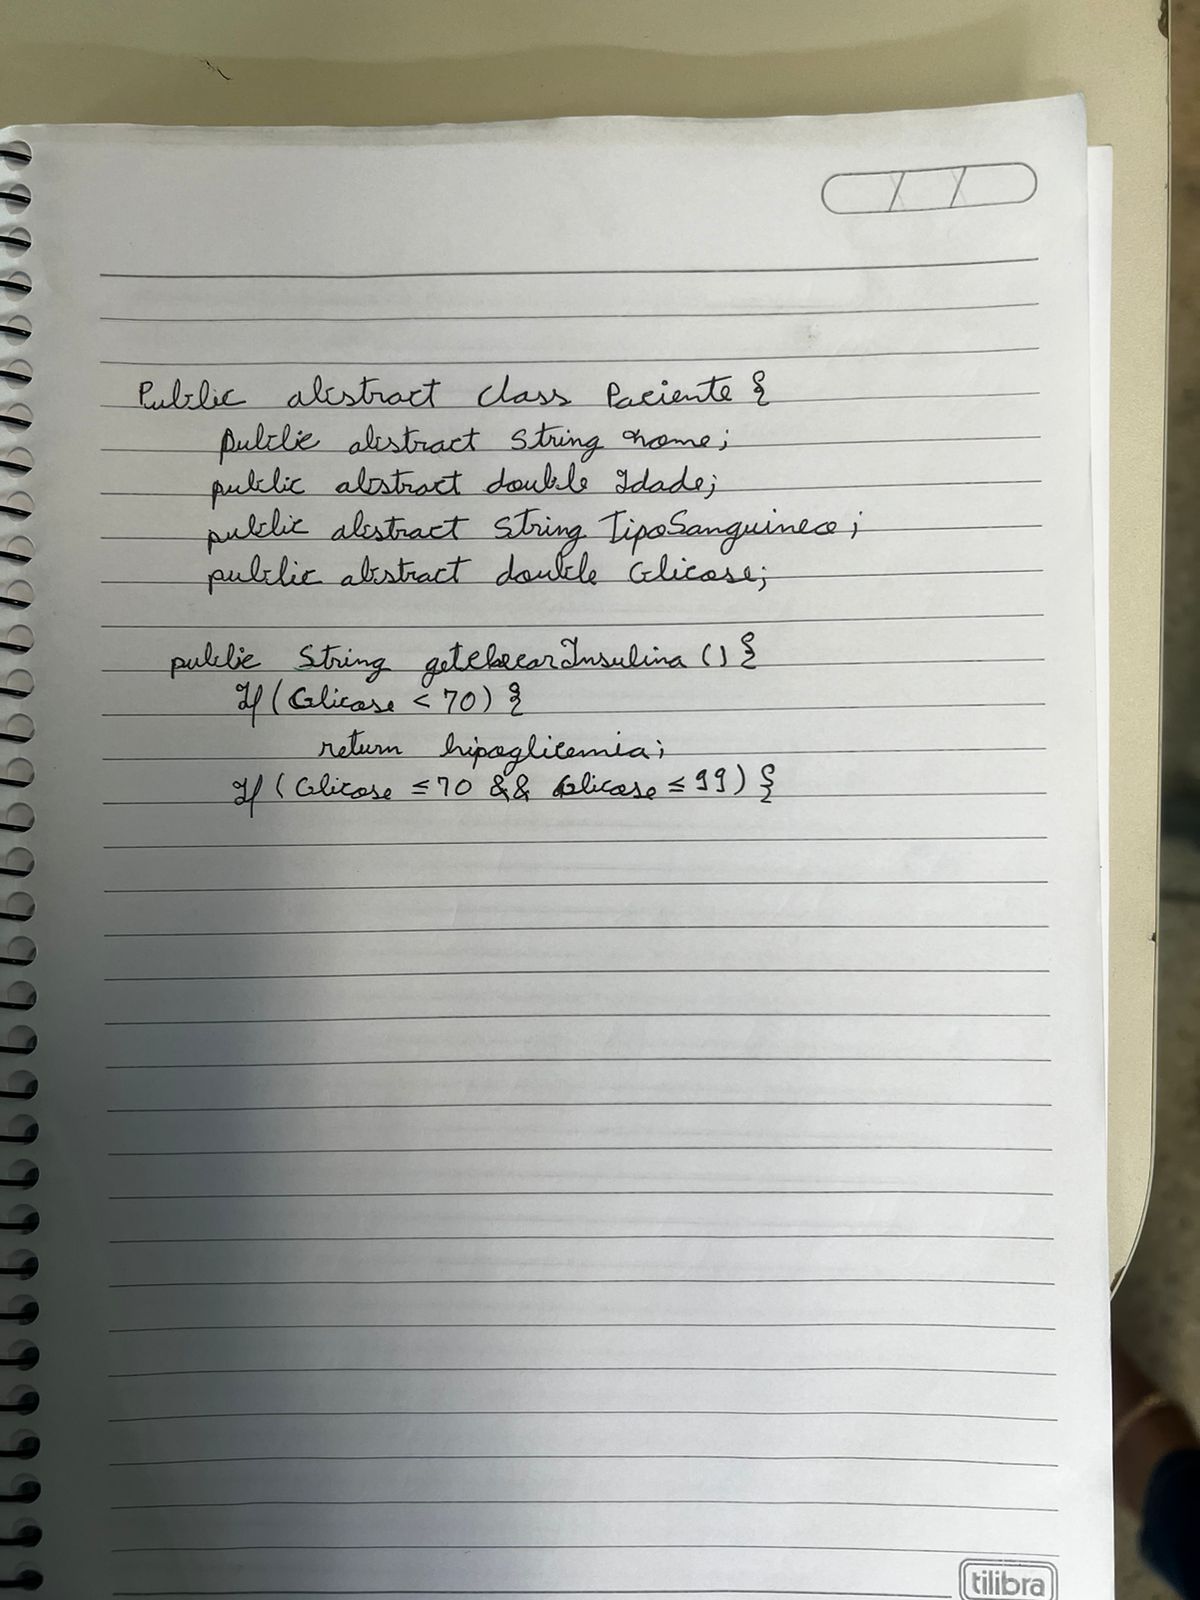 Public abstract class Paciente {
public abstract String nome;
public abstract double Idade;
public abstract String TipoSanguineo;
public abstract double Glicose;
public String getChecarInsulina () {
If (Glicose < 70) {
return hipoglicemia;
If (Glicose ≤ 70 && Glicose ≤ 99) {
tilibra